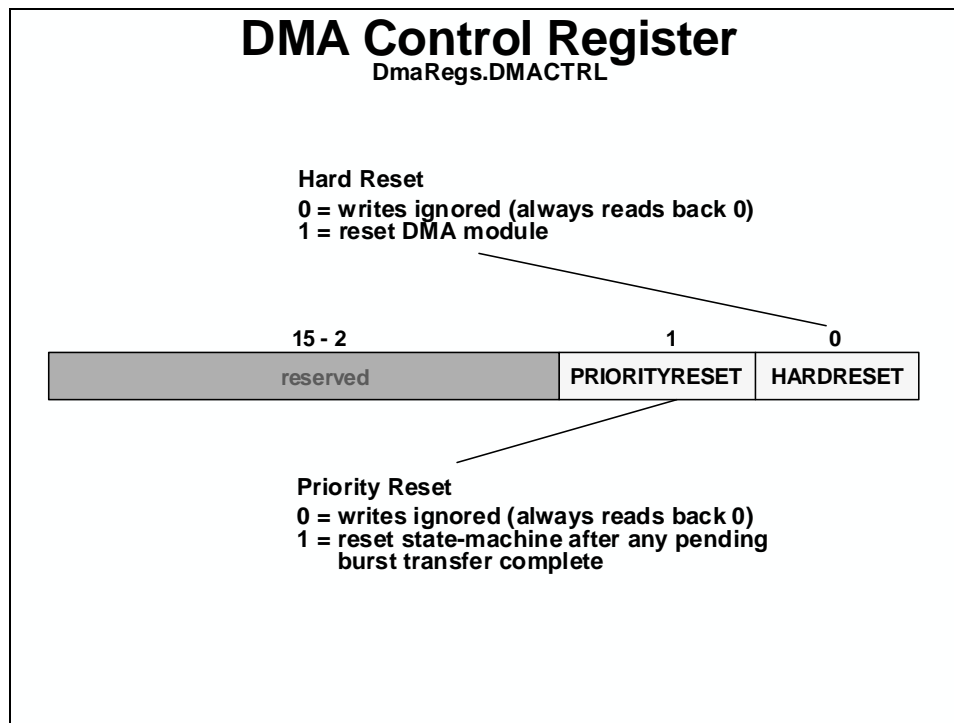 DMA Control Register
DmaRegs.DMACTRL
Hard Reset
0 = writes ignored (always reads back 0)
1 = reset DMA module
15 - 2 1 0
reserved PRIORITYRESET HARDRESET
Priority Reset
0 = writes ignored (always reads back 0)
1 = reset state-machine after any pending
burst transfer complete